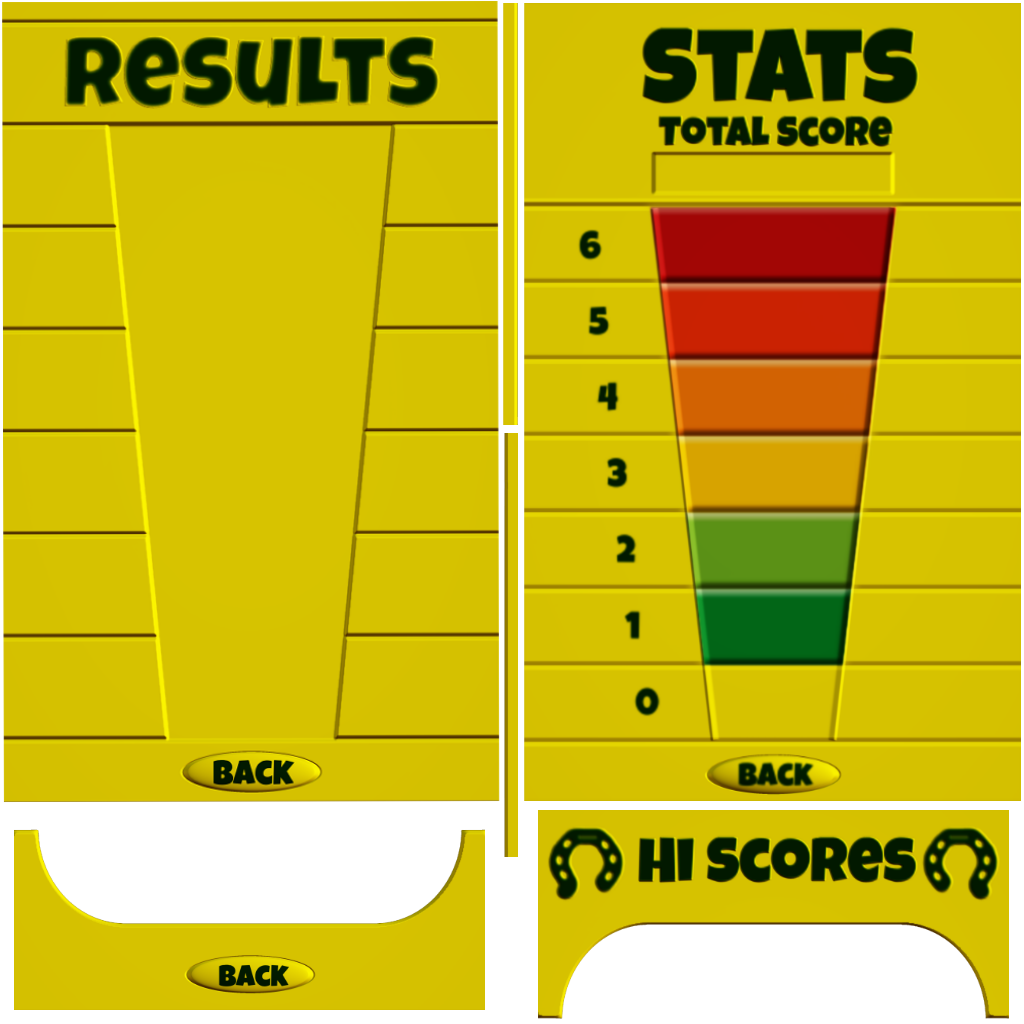 ReSuLTS
STATS
TOTAL SCORe
6
5
4
3
2
1
0
BACK
BACK
HI SCOReS
BACK